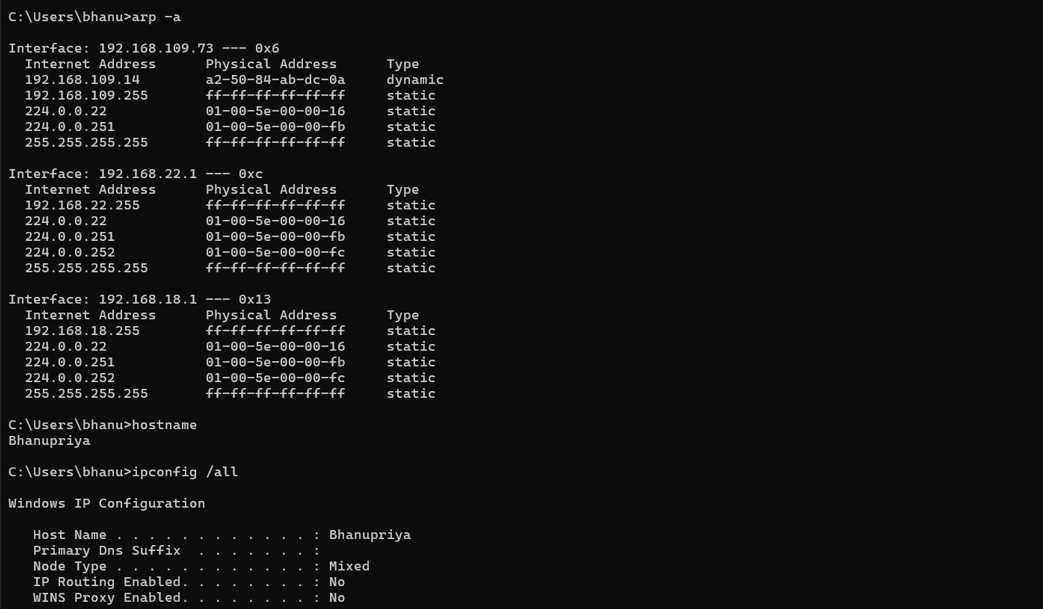 C:\Users\bhanu>arp -a
Interface: 192.168.109.73 --- 0x6
Internet Address Physical Address Type
192.168.109.14 a2-50-84-ab-dc-0a dynamic
192.168.109.255 ff-ff-ff-ff-ff-ff static
224.0.0.22 01-00-5e-00-00-16 static
224.0.0.251 01-00-5e-00-00-fb static
255.255.255.255 ff-ff-ff-ff-ff-ff static
Interface: 192.168.22.1 --- 0xc
Internet Address Physical Address Type
192.168.22.255 ff-ff-ff-ff-ff-ff static
224.0.0.22 01-00-5e-00-00-16 static
224.0.0.251 01-00-5e-00-00-fb static
224.0.0.252 01-00-5e-00-00-fc static
255.255.255.255 ff-ff-ff-ff-ff-ff static
Interface: 192.168.18.1 --- 0x13
Internet Address Physical Address Type
192.168.18.255 ff-ff-ff-ff-ff-ff static
224.0.0.22 01-00-5e-00-00-16 static
224.0.0.251 01-00-5e-00-00-fb static
224.0.0.252 01-00-5e-00-00-fc static
255.255.255.255 ff-ff-ff-ff-ff-ff static
C:\Users\bhanu>hostname
Bhanupriya
C:\Users\bhanu>ipconfig /all
Windows IP Configuration
Host Name . . . . . . . . . . . . : Bhanupriya
Primary Dns Suffix . . . . . . . :
Node Type . . . . . . . . . . . . : Mixed
IP Routing Enabled. . . . . . . . : No
WINS Proxy Enabled. . . . . . . . : No